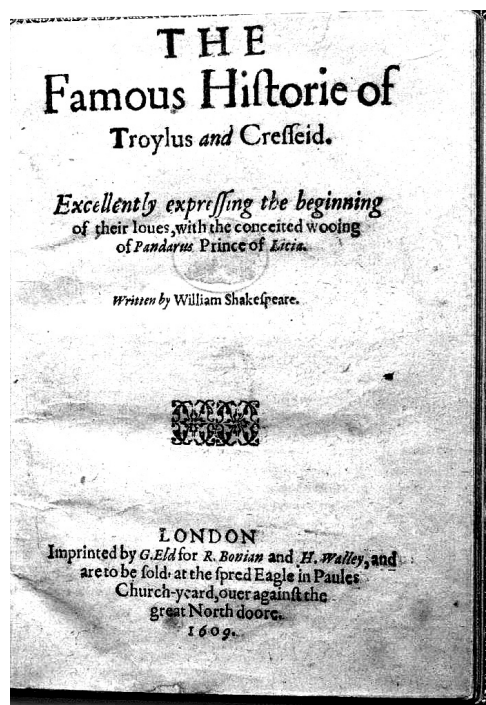 THE
Famous Hiſtorie of
Troylus and Creſſeid.
Excellently expreſſing the beginning
of their loues, with the conceited wooing
of Pandarus Prince of Licia.
Written by William Shakeſpeare.
LONDON
Imprinted by G. Eld for R. Bonian and H. Walley, and
are to be ſold at the ſpred Eagle in Paules
Church-yeard, ouer againſt the
great North doore.
1609.